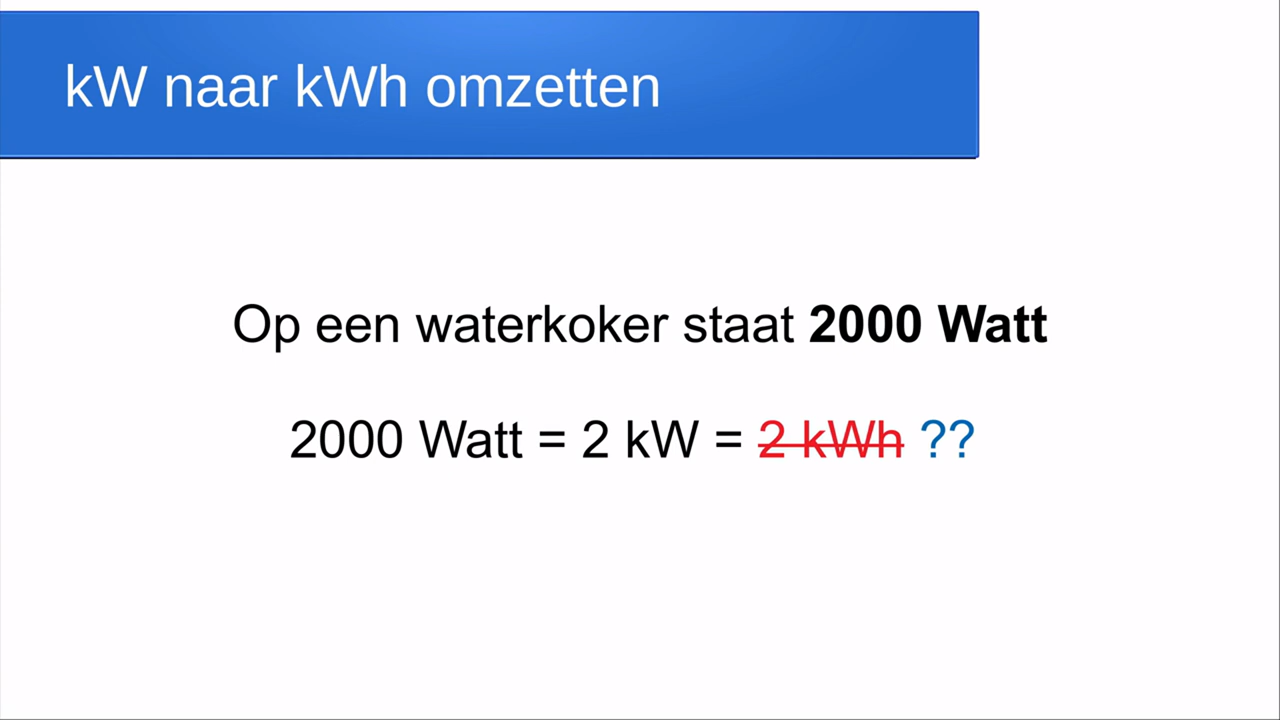 kW naar kWh omzetten
Op een waterkoker staat 2000 Watt
2000 Watt = 2 kW = 2 kWh ??